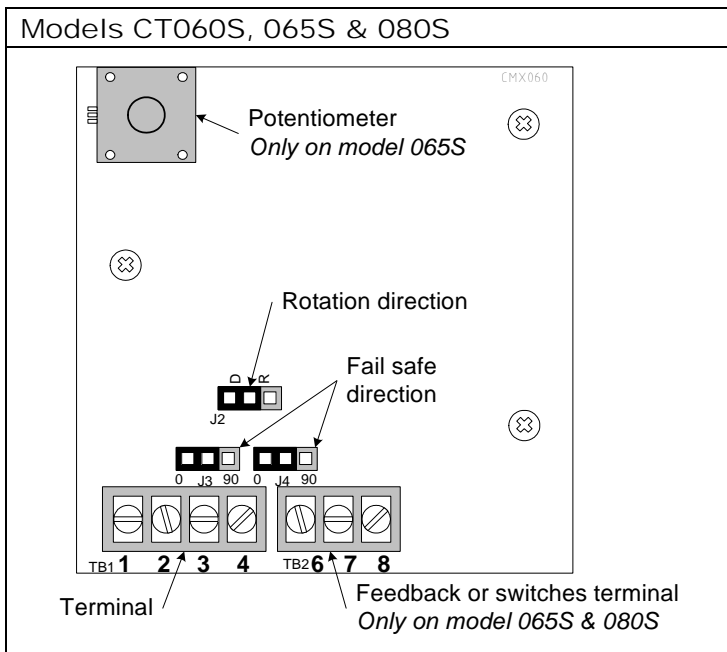 Models CT060S, 065S & 080S
CMX060
Potentiometer
Only on model 065S
Rotation direction
Fail safe
direction
D R
J2
0 J3 90 0 J4 90
TB1 1 2 3 4 TB2 6 7 8
Terminal
Feedback or switches terminal
Only on model 065S & 080S